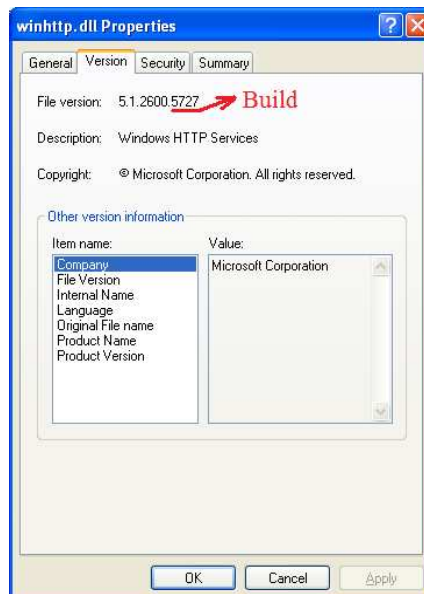 winhttp.dll Properties
General Version Security Summary
File version: 5.1.2600.5727 Build
Description: Windows HTTP Services
Copyright: © Microsoft Corporation. All rights reserved.
Other version information
Item name: Value:
Company Microsoft Corporation
File Version
Internal Name
Language
Original File name
Product Name
Product Version
OK Cancel Apply